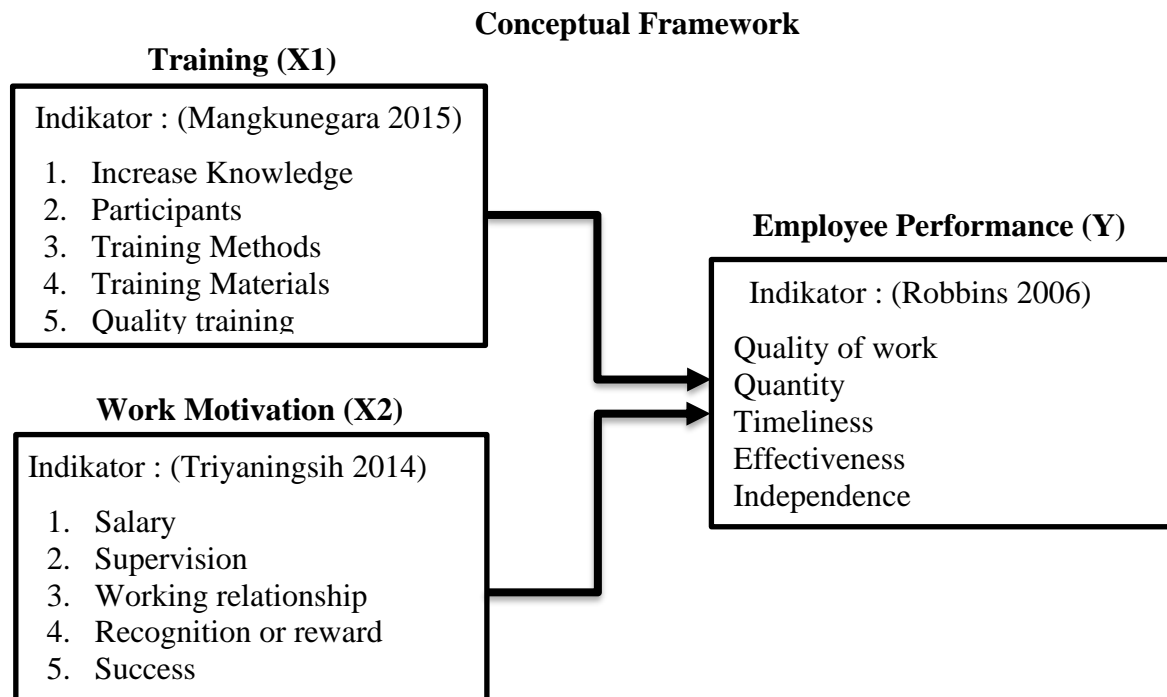 Conceptual Framework
Training (X1)
Indikator : (Mangkunegara 2015)
1. Increase Knowledge
2. Participants
3. Training Methods
4. Training Materials
5. Quality training
Work Motivation (X2)
Indikator : (Triyaningsih 2014)
1. Salary
2. Supervision
3. Working relationship
4. Recognition or reward
5. Success
Employee Performance (Y)
Indikator : (Robbins 2006)
Quality of work
Quantity
Timeliness
Effectiveness
Independence